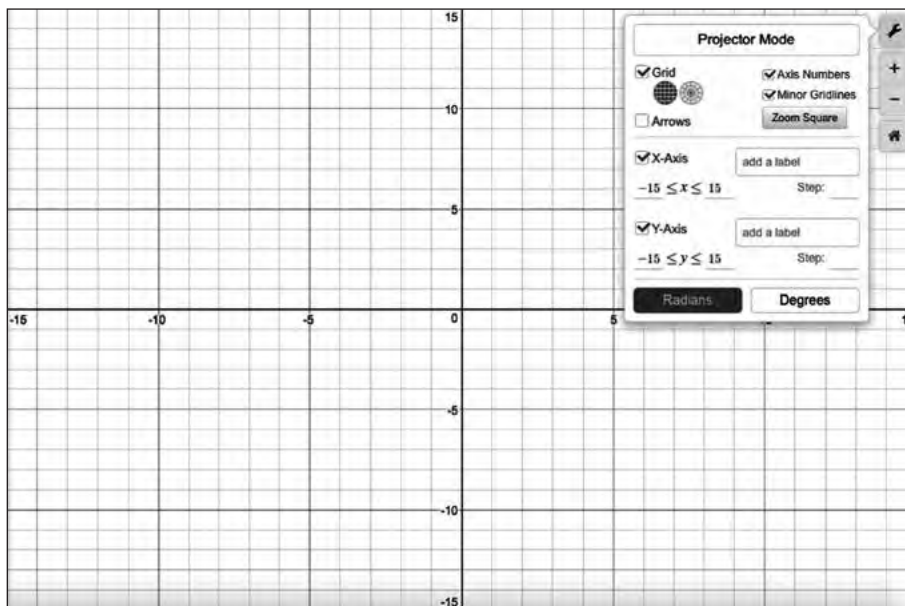 15
Projector Mode
Grid
Axis Numbers
Minor Gridlines
Arrows
Zoom Square
10
X-Axis
add a label
−15 ≤ x ≤ 15
Step:
5
Y-Axis
add a label
−15 ≤ y ≤ 15
Step:
Radians
Degrees
-15
-10
-5
0
5
-5
-10
-15